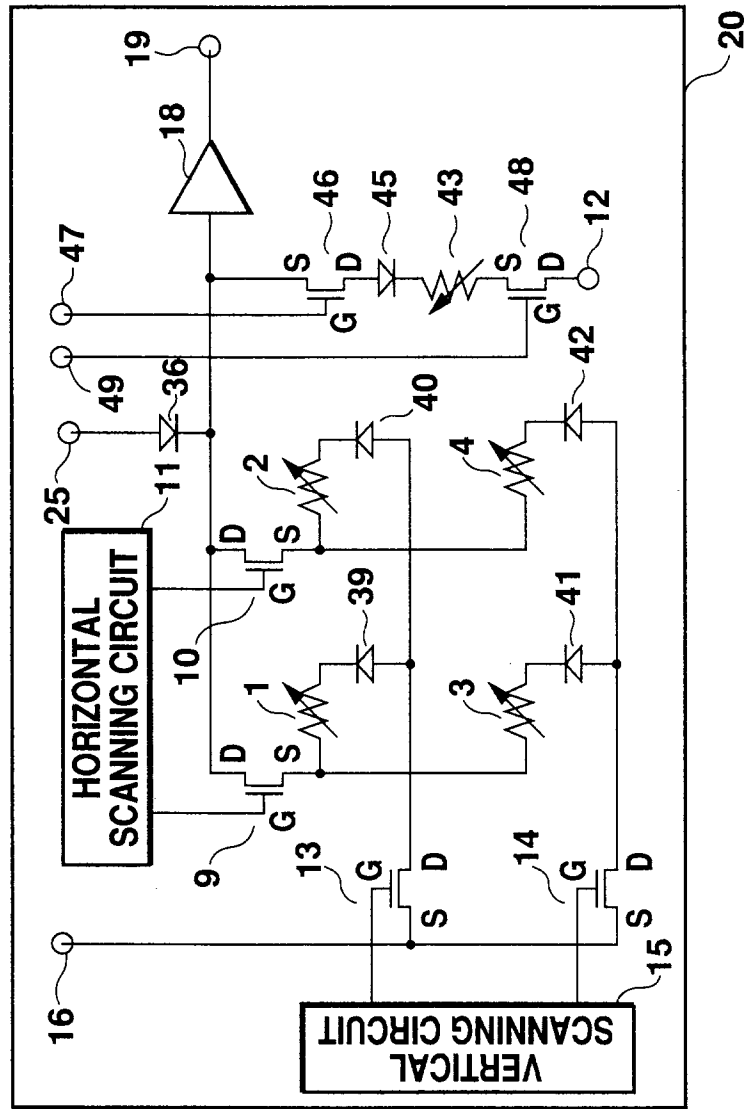 19
18
47
46
45
43
48
12
49
36
25
11
HORIZONTAL
SCANNING CIRCUIT
S
D
G
S
D
G
40
42
2
4
D
S
G
10
39
41
1
3
D
S
G
9
13
G
D
S
14
G
D
S
16
15
VERTICAL
SCANNING CIRCUIT
20